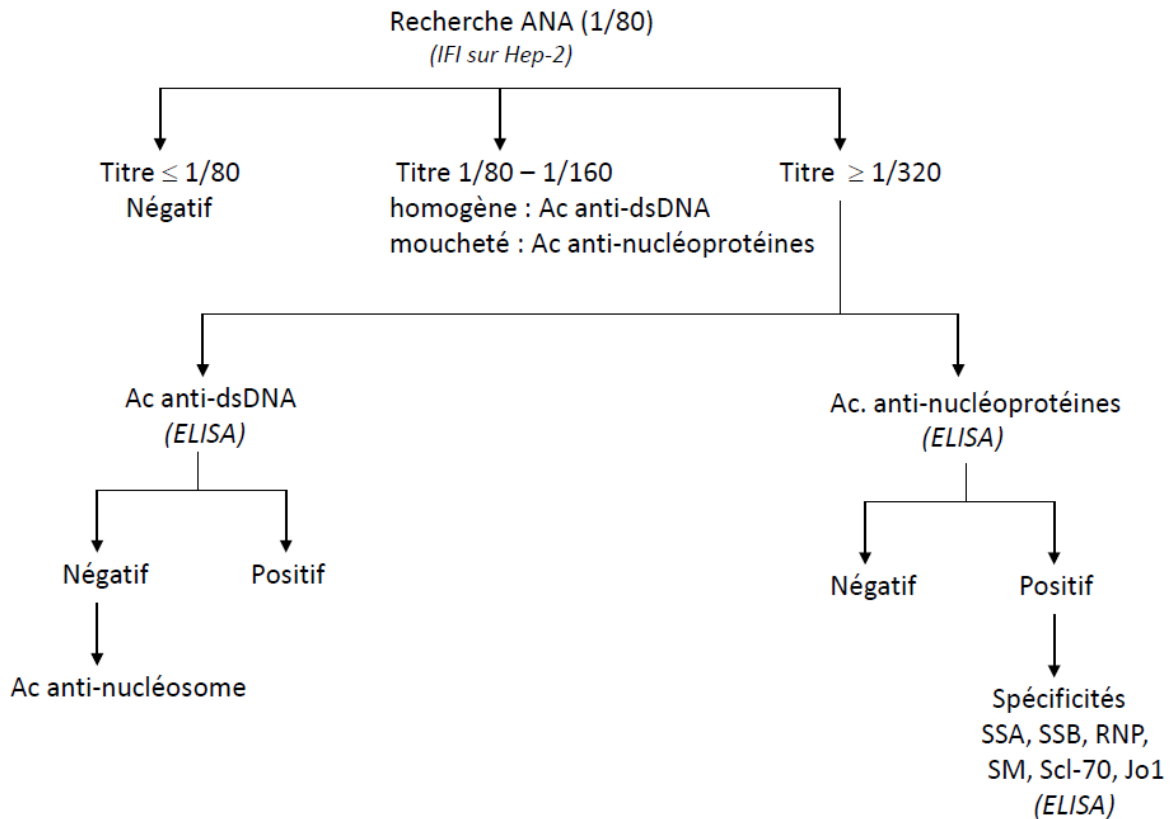 Recherche ANA (1/80)
(IFI sur Hep-2)
Titre ≤ 1/80
Négatif
Titre 1/80 – 1/160
homogène : Ac anti-dsDNA
moucheté : Ac anti-nucléoprotéines
Titre ≥ 1/320
Ac anti-dsDNA
(ELISA)
Négatif
Positif
Ac anti-nucléosome
Ac. anti-nucléoprotéines
(ELISA)
Négatif
Positif
Spécificités
SSA, SSB, RNP,
SM, Scl-70, Jo1
(ELISA)